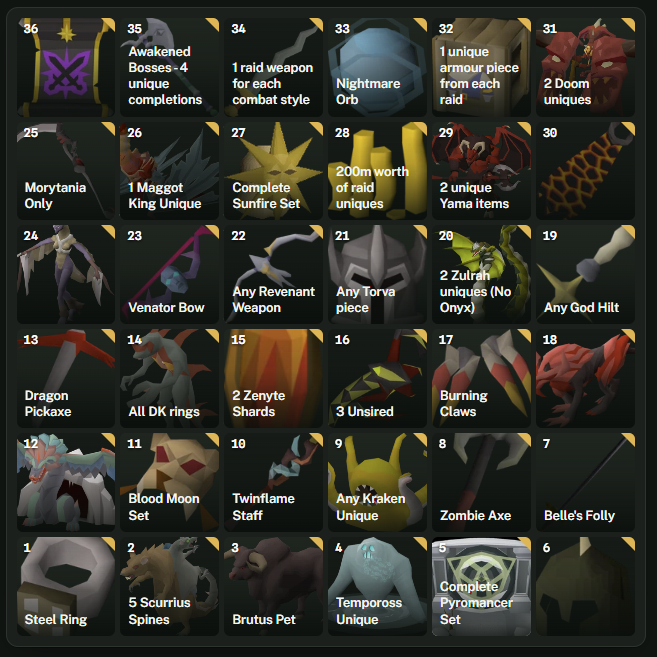 36
35
Awakened
Bosses - 4
unique
completions
34
1 raid weapon
for each
combat style
33
Nightmare
Orb
32
1 unique
armour piece
from each
raid
31
2 Doom
uniques
25
Morytania
Only
26
1 Maggot
King Unique
27
Complete
Sunfire Set
28
200m worth
of raid
uniques
29
2 unique
Yama items
30
24
23
Venator Bow
22
Any Revenant
Weapon
21
Any Torva
piece
20
2 Zulrah
uniques (No
Onyx)
19
Any God Hilt
13
Dragon
Pickaxe
14
All DK rings
15
2 Zenyte
Shards
16
3 Unsired
17
Burning
Claws
18
12
11
Blood Moon
Set
10
Twinflame
Staff
9
Any Kraken
Unique
8
Zombie Axe
7
Belle's Folly
1
Steel Ring
2
5 Scurrius
Spines
3
Brutus Pet
4
Tempoross
Unique
5
Complete
Pyromancer
Set
6